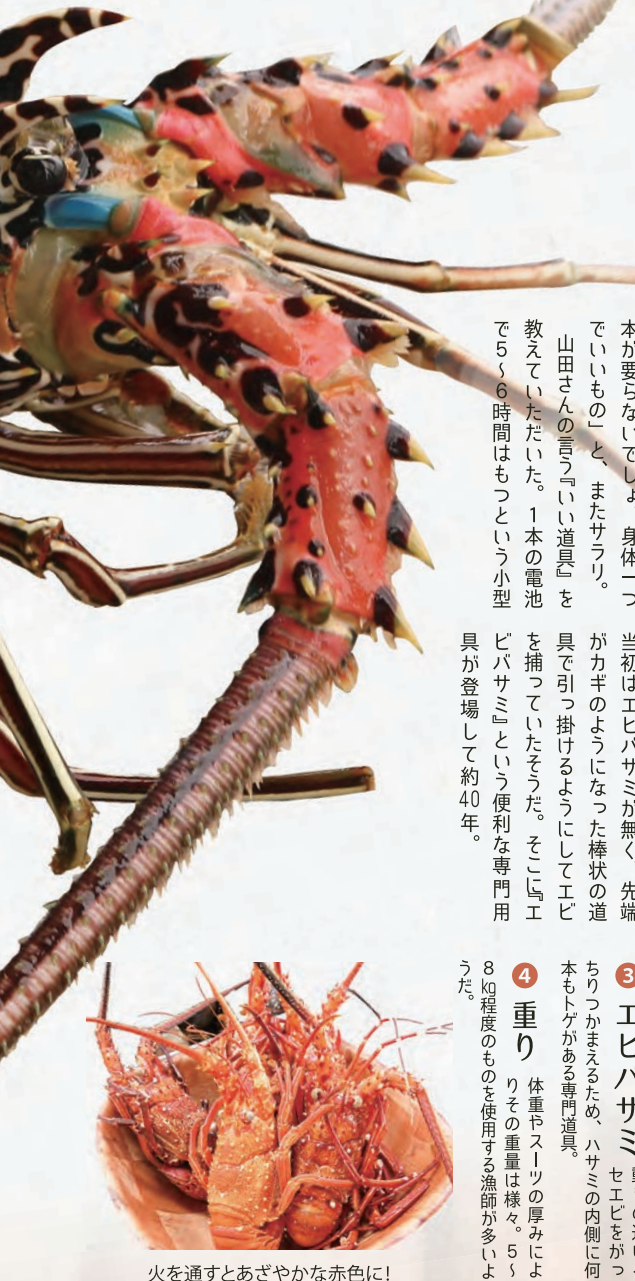 本が要らないでしょ 身体一つ
でいいもの」と、またサラリ。
山田さんの言う『いい道具』を
教えていただいた。1本の電池
で5〜6時間はもつという小型
当初はエビバサミが無く、先端
がカギのようになった棒状の道
具で引っ掛けるようにしてエビ
を捕っていたそうだ。そこに『エ
ビバサミ』という便利な専門用
具が登場して約40年。
3 エビバサミ
セエビをがっ
ちりつかまえるため、ハサミの内側に何
本もトゲがある専門道具。
4 重り
体重やスーツの厚みによ
りその重量は様々。5〜
8㎏程度のものを使用する漁師が多いよ
うだ。
火を通すとあざやかな赤色に!